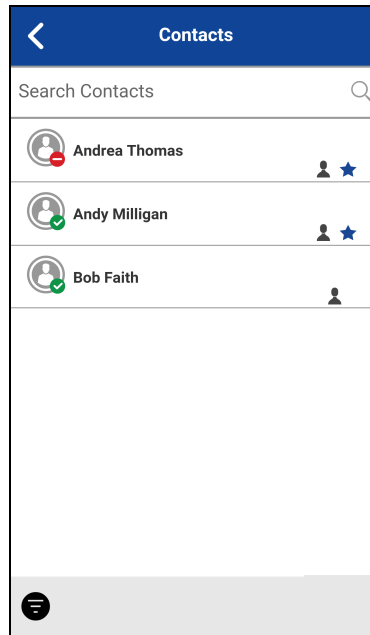 Contacts
Search Contacts
Andrea Thomas
Andy Milligan
Bob Faith